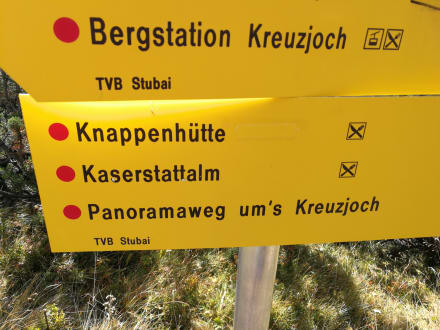 Bergstation Kreuzjoch
TVB Stubai
Knappenhütte
Kaserstattalm
Panoramaweg um's Kreuzjoch
TVB Stubai